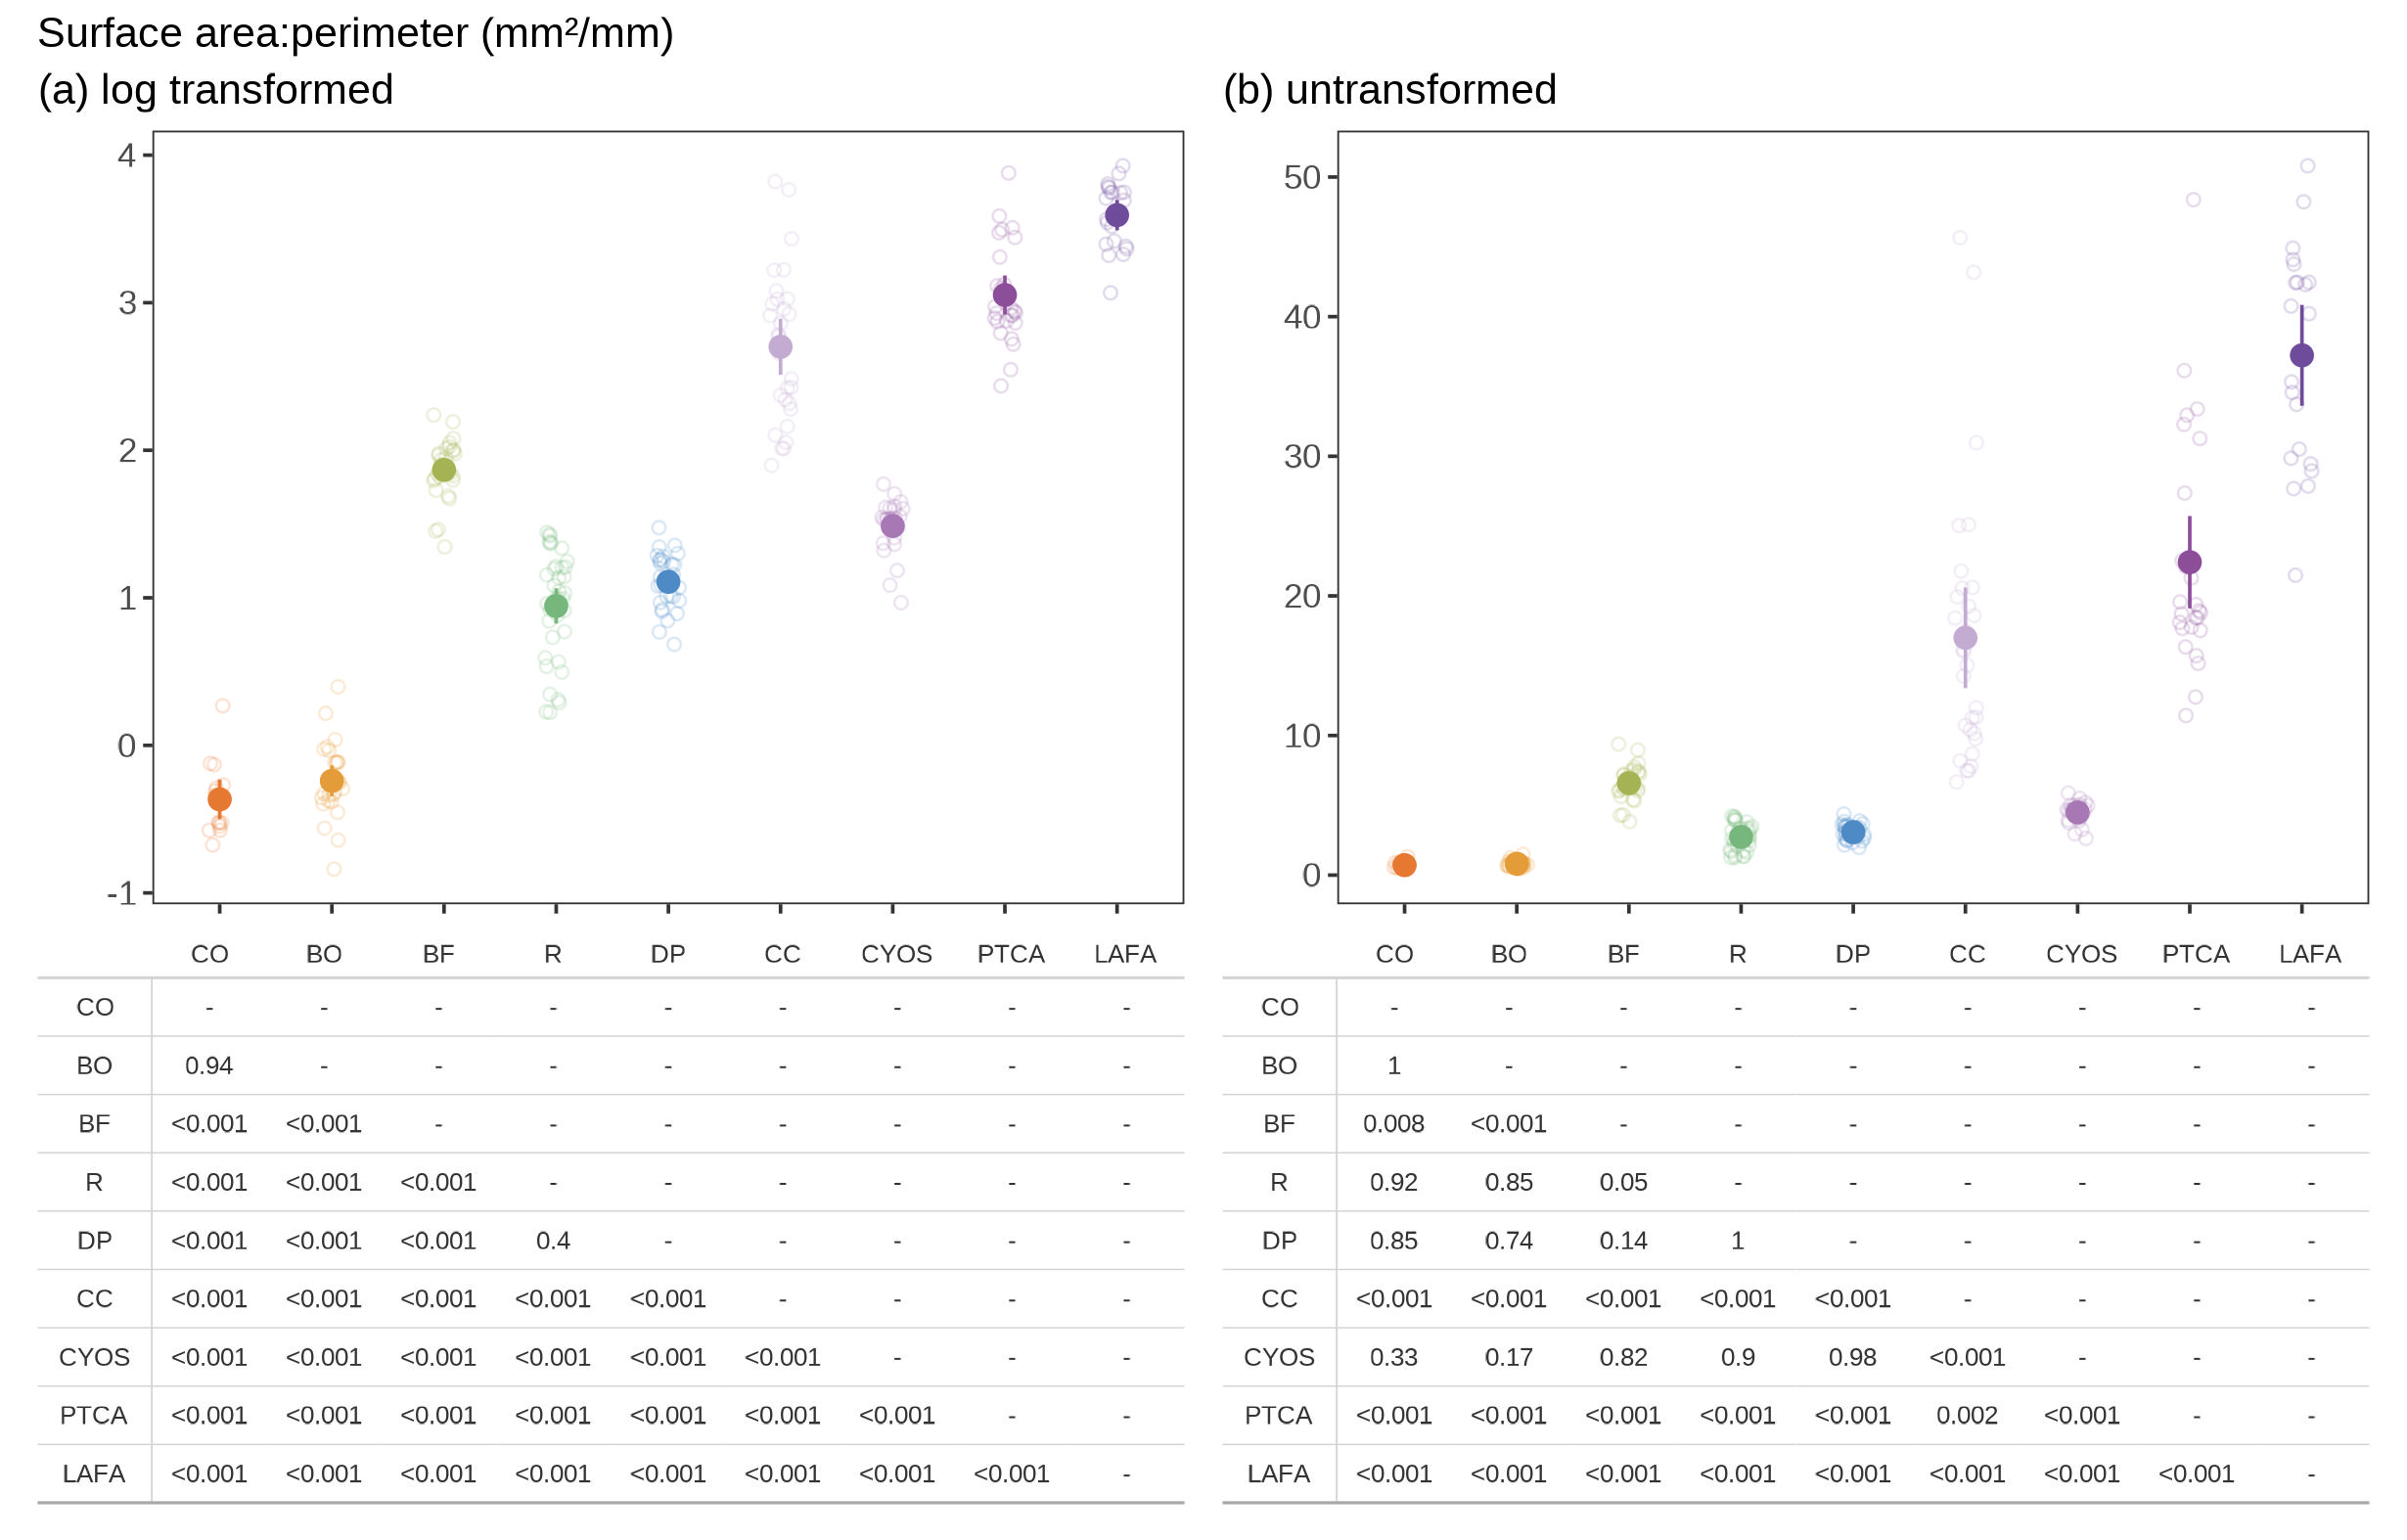 Surface area:perimeter (mm²/mm)
(a) log transformed
4
3
2
1
0
-1
CO BO BF R DP CC CYOS PTCA LAFA
CO - - - - - - - - -
BO 0.94 - - - - - - - -
BF <0.001 <0.001 - - - - - - -
R <0.001 <0.001 <0.001 - - - - - -
DP <0.001 <0.001 <0.001 0.4 - - - - -
CC <0.001 <0.001 <0.001 <0.001 <0.001 - - - -
CYOS <0.001 <0.001 <0.001 <0.001 <0.001 <0.001 - - -
PTCA <0.001 <0.001 <0.001 <0.001 <0.001 <0.001 <0.001 - -
LAFA <0.001 <0.001 <0.001 <0.001 <0.001 <0.001 <0.001 <0.001 -
(b) untransformed
50
40
30
20
10
0
CO BO BF R DP CC CYOS PTCA LAFA
CO - - - - - - - - -
BO 1 - - - - - - - -
BF 0.008 <0.001 - - - - - - -
R 0.92 0.85 0.05 - - - - - -
DP 0.85 0.74 0.14 1 - - - - -
CC <0.001 <0.001 <0.001 <0.001 <0.001 - - - -
CYOS 0.33 0.17 0.82 0.9 0.98 <0.001 - - -
PTCA <0.001 <0.001 <0.001 <0.001 <0.001 0.002 <0.001 - -
LAFA <0.001 <0.001 <0.001 <0.001 <0.001 <0.001 <0.001 <0.001 -